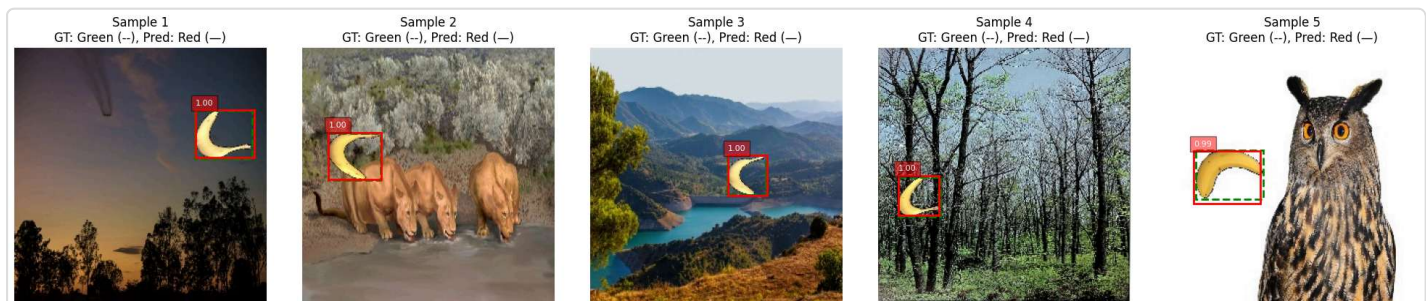 Sample 1
GT: Green (--), Pred: Red (—)
1.00
Sample 2
GT: Green (--), Pred: Red (—)
1.00
Sample 3
GT: Green (--), Pred: Red (—)
1.00
Sample 4
GT: Green (--), Pred: Red (—)
1.00
Sample 5
GT: Green (--), Pred: Red (—)
0.99